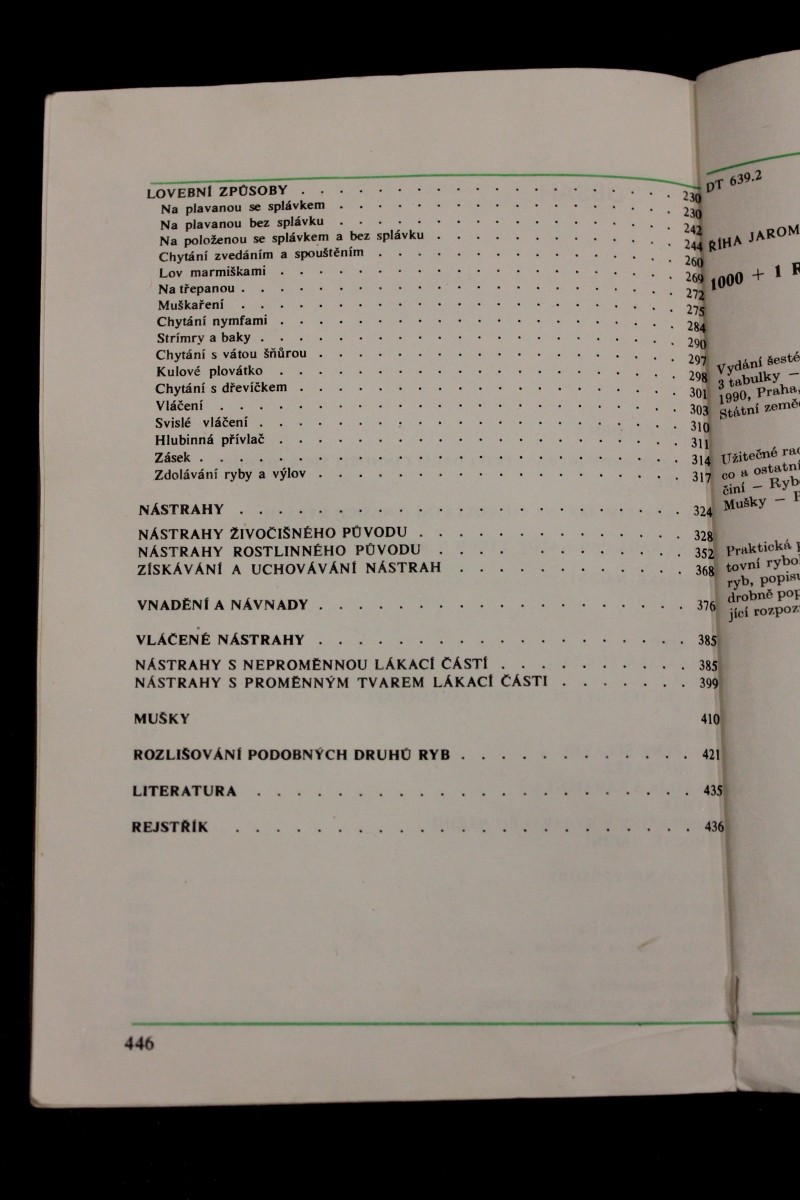 LOVEBNÍ ZPŮSOBY . . . . . . . . . . . . . . . . . . . 230
Na plavanou se splávkem . . . . . . . . . . . . . . . . . 230
Na plavanou bez splávku . . . . . . . . . . . . . . . . . 242
Na položenou se splávkem a bez splávku . . . . . . . . . . . . 244
Chytání zvedáním a spouštěním . . . . . . . . . . . . . . . 260
Lov marmiškami . . . . . . . . . . . . . . . . . . . . 269
Na třepanou . . . . . . . . . . . . . . . . . . . . . . 272
Muškaření . . . . . . . . . . . . . . . . . . . . . . 275
Chytání nymfami . . . . . . . . . . . . . . . . . . . . 284
Strímry a baky . . . . . . . . . . . . . . . . . . . . . 290
Chytání s vátou šňůrou . . . . . . . . . . . . . . . . . . 297
Kulové plovátko . . . . . . . . . . . . . . . . . . . . 298
Chytání s dřevíčkem . . . . . . . . . . . . . . . . . . . 301
Vláčení . . . . . . . . . . . . . . . . . . . . . . . 303
Svislé vláčení . . . . . . . . . . . . . . . . . . . . . 310
Hlubinná přívlač . . . . . . . . . . . . . . . . . . . . 311
Zásek . . . . . . . . . . . . . . . . . . . . . . . . 314
Zdolávání ryby a výlov . . . . . . . . . . . . . . . . . . 317
NÁSTRAHY . . . . . . . . . . . . . . . . . . . . . . 324
NÁSTRAHY ŽIVOČIŠNÉHO PŮVODU . . . . . . . . . . . . . . 328
NÁSTRAHY ROSTLINNÉHO PŮVODU . . . . . . . . . . . . . 352
ZÍSKÁVÁNÍ A UCHOVÁVÁNÍ NÁSTRAH . . . . . . . . . . . . 368
VNADĚNÍ A NÁVNADY . . . . . . . . . . . . . . . . . . . 376
VLÁČENÉ NÁSTRAHY . . . . . . . . . . . . . . . . . . . 385
NÁSTRAHY S NEPROMĚNNOU LÁKACÍ ČÁSTÍ . . . . . . . . . . 385
NÁSTRAHY S PROMĚNNÝM TVAREM LÁKACÍ ČÁSTI . . . . . . . 399
MUŠKY 410
ROZLIŠOVÁNÍ PODOBNÝCH DRUHŮ RYB . . . . . . . . . . . . 421
LITERATURA . . . . . . . . . . . . . . . . . . . . . . 435
REJSTŘÍK . . . . . . . . . . . . . . . . . . . . . . . 436
446
DT 639.2
ŘÍHA JAROM
1000 + 1
Vydání šesté
3 tabulky –
1990, Praha,
Státní země
Užitečné
co a ostatn
–
Mušky –
Praktická
tovní rybo
ryb, popisu
drobně pop
jící rozpoz